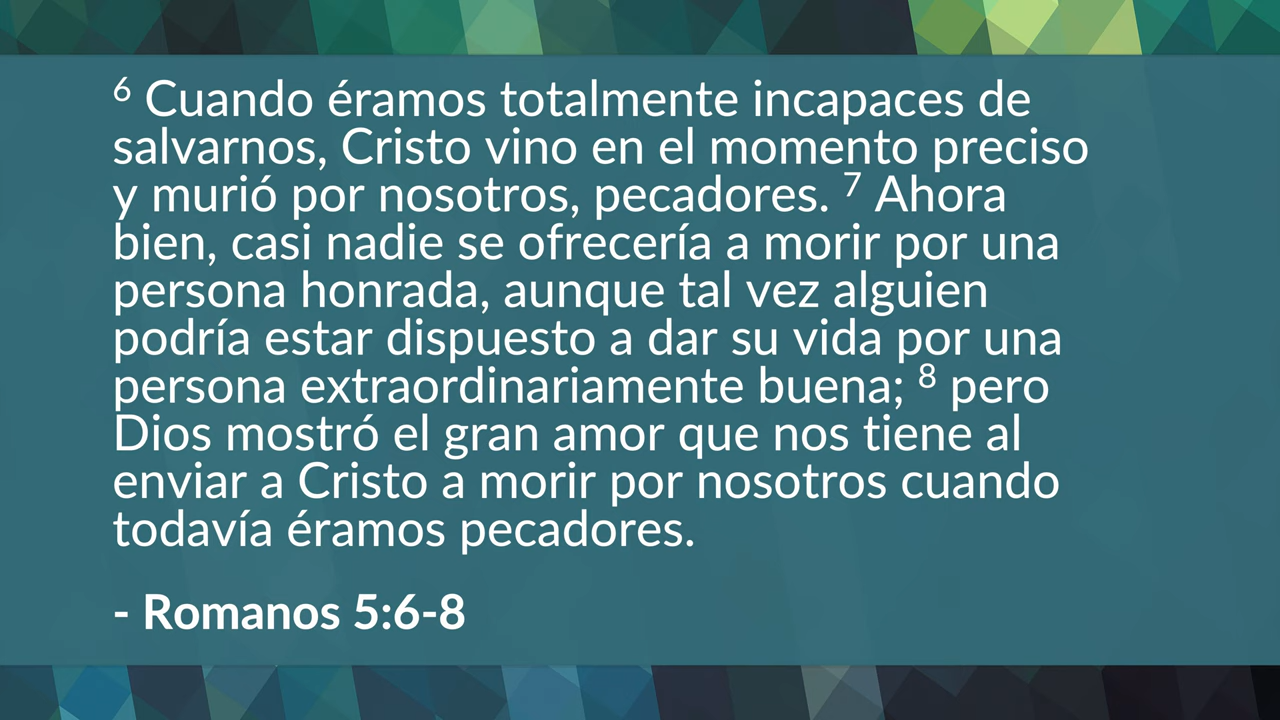 ⁶ Cuando éramos totalmente incapaces de
salvarnos, Cristo vino en el momento preciso
y murió por nosotros, pecadores. ⁷ Ahora
bien, casi nadie se ofrecería a morir por una
persona honrada, aunque tal vez alguien
podría estar dispuesto a dar su vida por una
persona extraordinariamente buena; ⁸ pero
Dios mostró el gran amor que nos tiene al
enviar a Cristo a morir por nosotros cuando
todavía éramos pecadores.
- Romanos 5:6-8